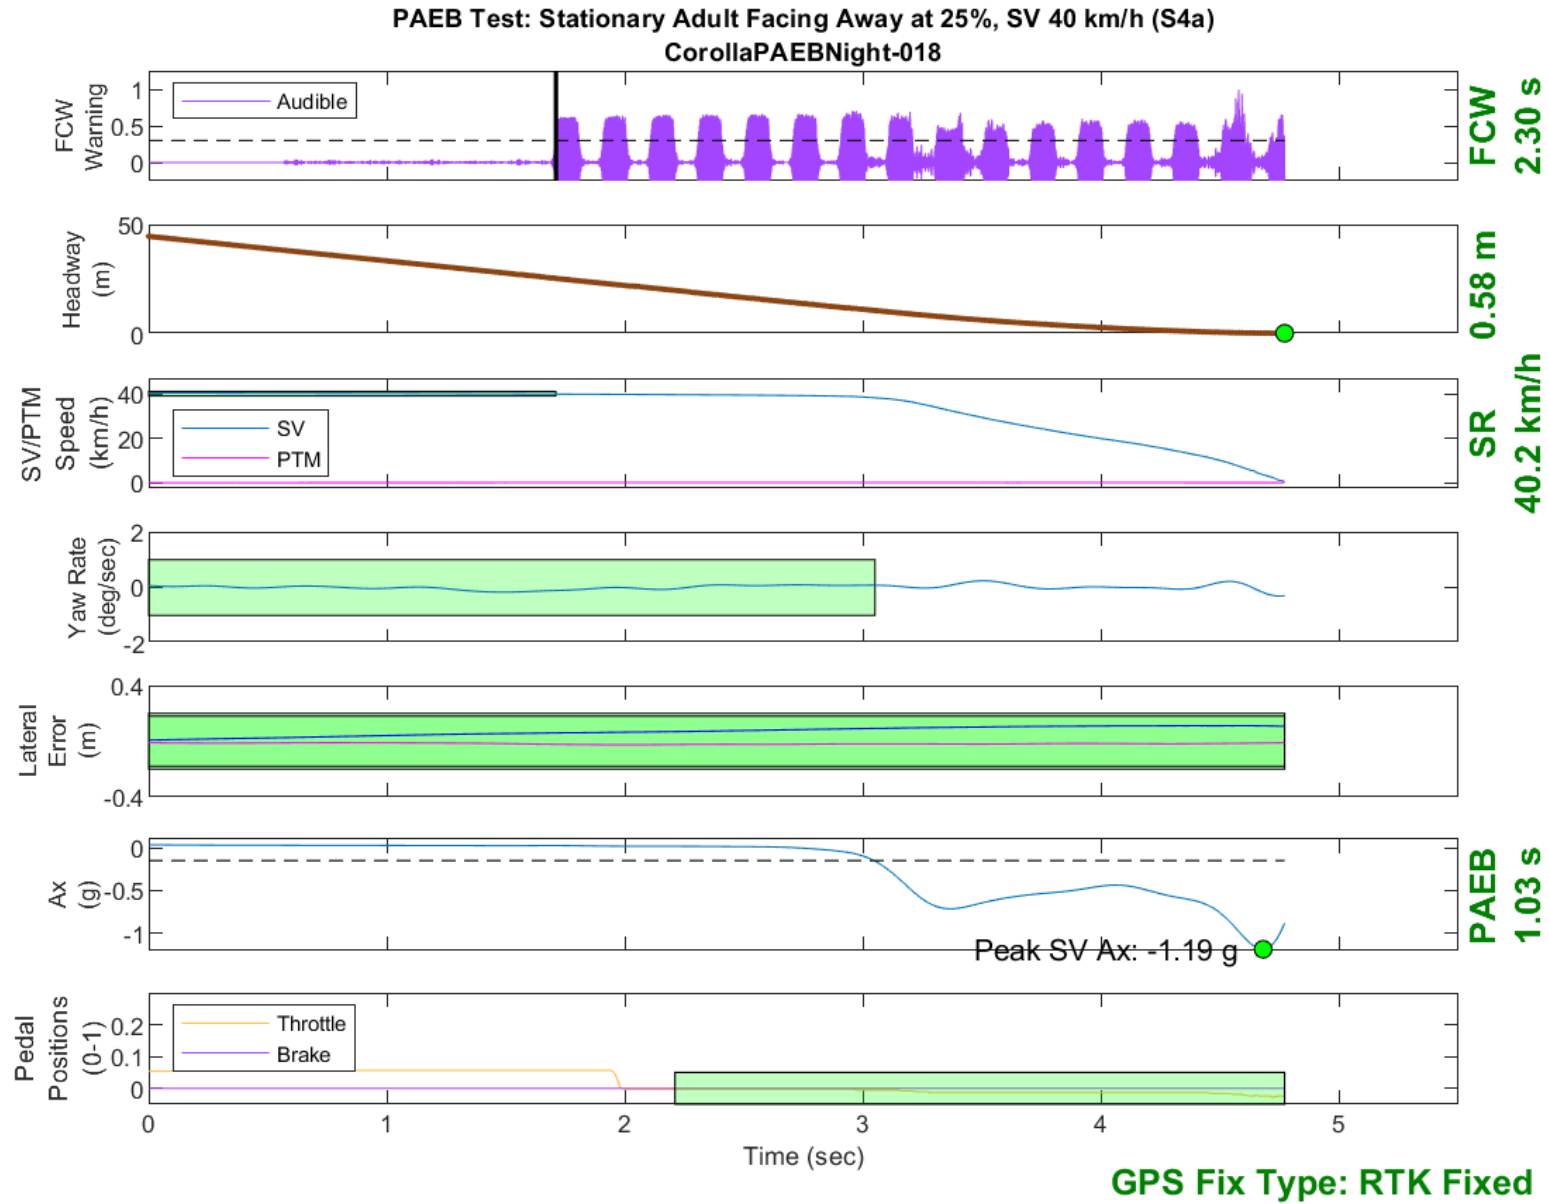 PAEB Test: Stationary Adult Facing Away at 25%, SV 40 km/h (S4a)
CorollaPAEBNight-018
FCW
Warning
1
0.5
0
Audible
FCW
2.30 s
Headway
(m)
50
0
0.58 m
SV/PTM
Speed
(km/h)
40
20
0
SV
PTM
SR
40.2 km/h
Yaw Rate
(deg/sec)
2
0
-2
Lateral
Error
(m)
0.4
-0.4
Ax
(g)
0
-0.5
-1
Peak SV Ax: -1.19 g
PAEB
1.03 s
Pedal
Positions
(0-1)
0.2
0.1
0
Throttle
Brake
0 1 2 3 4 5
Time (sec)
GPS Fix Type: RTK Fixed